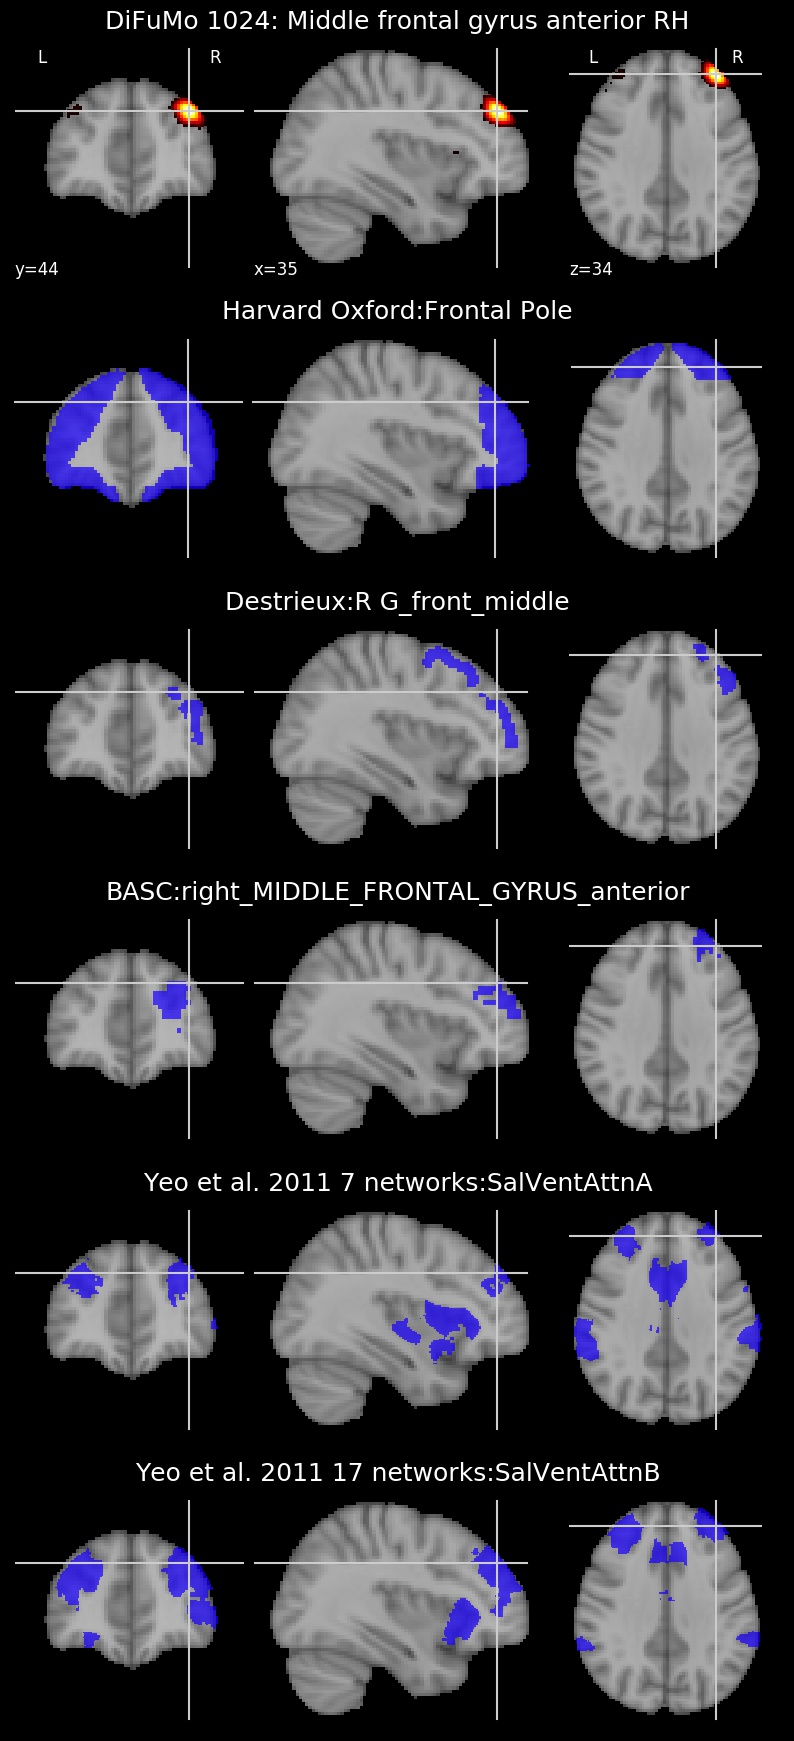 DiFuMo 1024: Middle frontal gyrus anterior RH
L R L R
y=44 x=35 z=34
Harvard Oxford:Frontal Pole
Destrieux:R G_front_middle
BASC:right_MIDDLE_FRONTAL_GYRUS_anterior
Yeo et al. 2011 7 networks:SalVentAttnA
Yeo et al. 2011 17 networks:SalVentAttnB